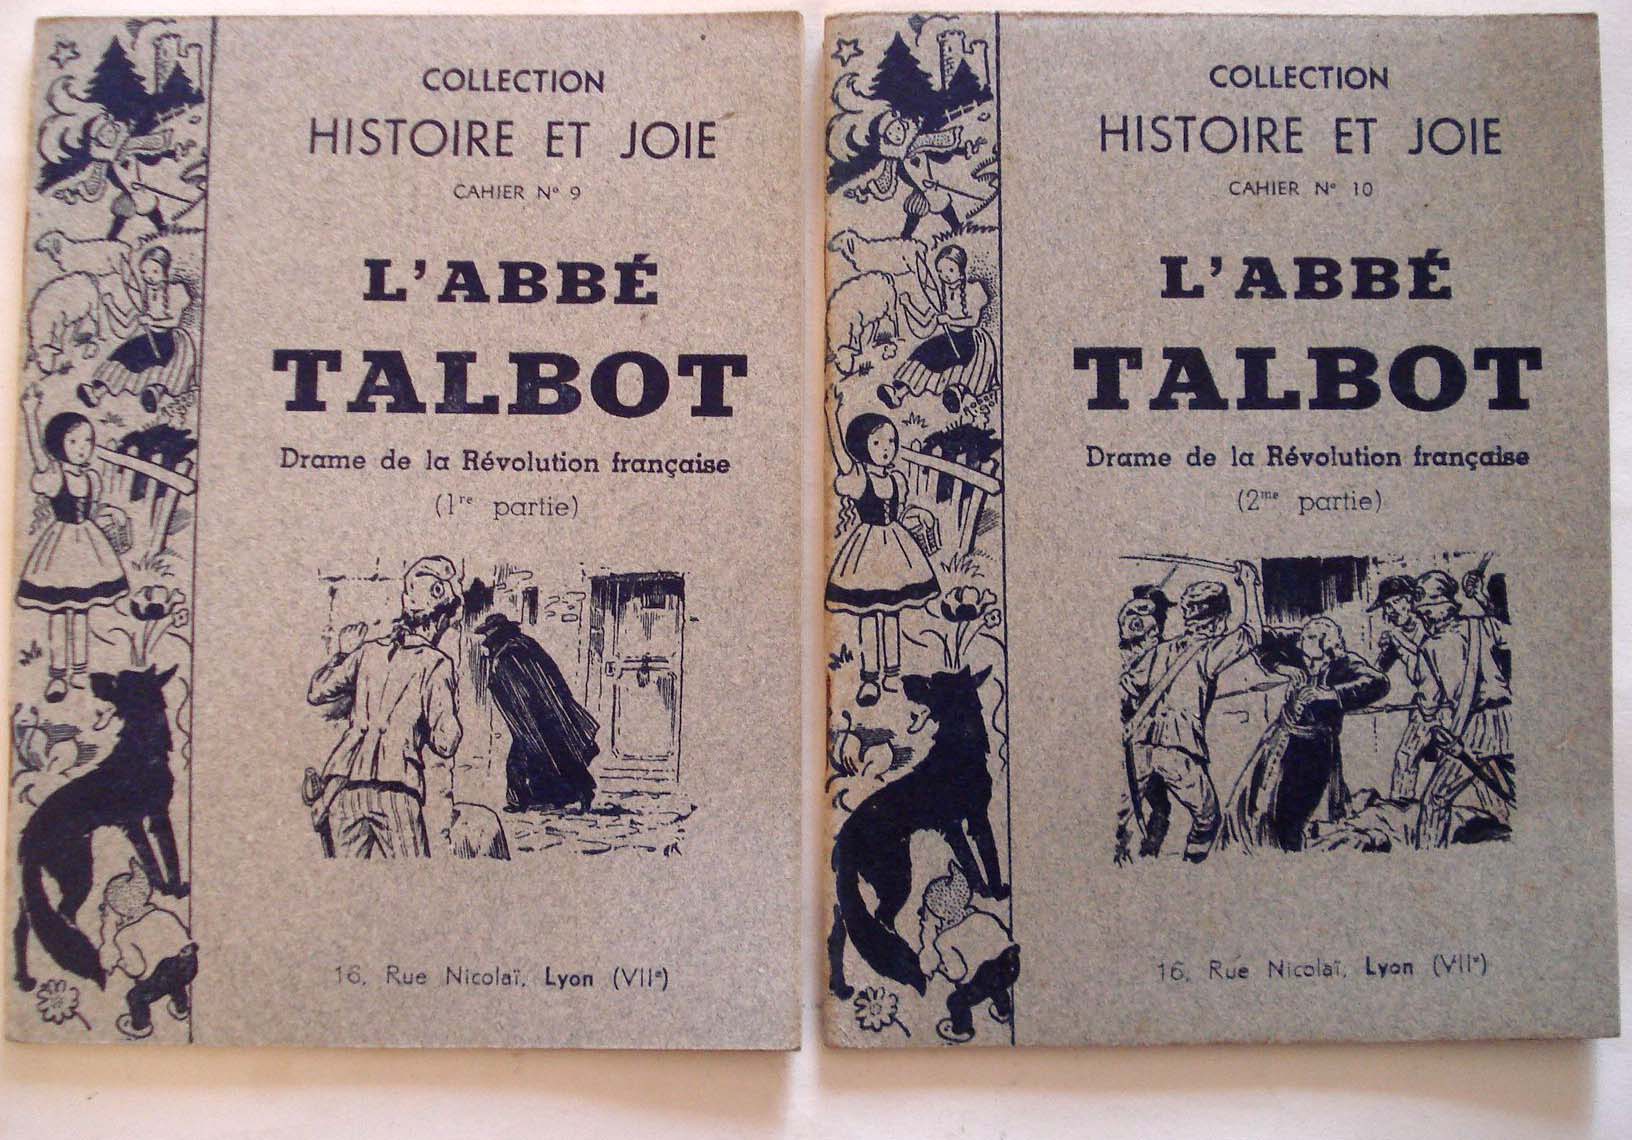 COLLECTION
HISTOIRE ET JOIE
CAHIER Nº 9
L'ABBÉ
TALBOT
Drame de la Révolution française
(1re partie)
16, Rue Nicolaï, Lyon (VIIe)
COLLECTION
HISTOIRE ET JOIE
CAHIER Nº 10
L'ABBÉ
TALBOT
Drame de la Révolution française
(2me partie)
16, Rue Nicolaï, Lyon (VIIe)